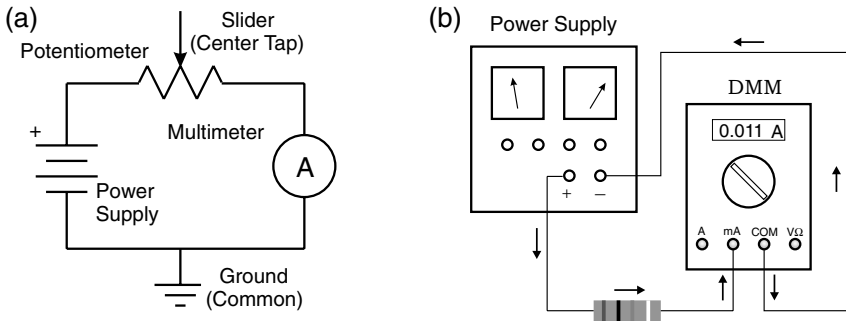 (a)
Slider
(Center Tap)
Potentiometer
+
Multimeter
A
Power
Supply
Ground
(Common)
(b)
Power Supply
DMM
0.011 A
+ −
A mA COM VΩ